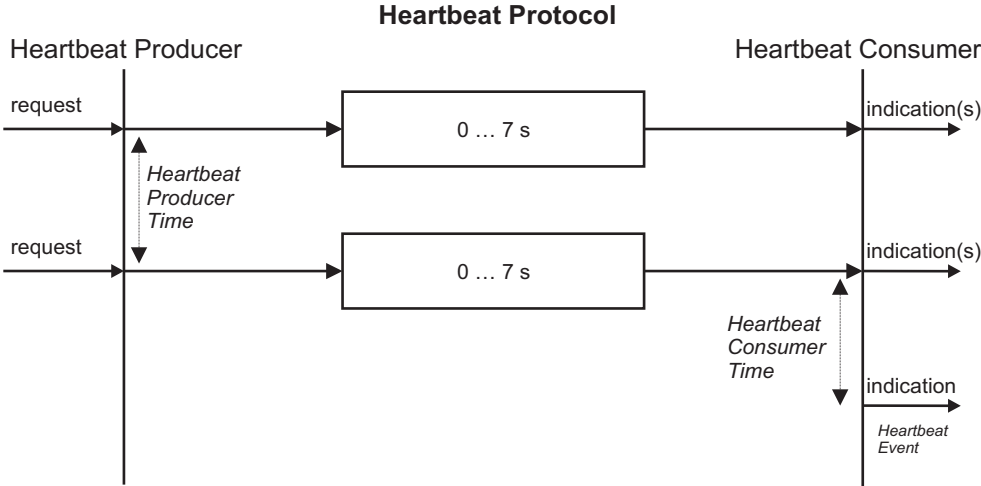 Heartbeat Protocol
Heartbeat Producer
Heartbeat Consumer
request
0 … 7 s
indication(s)
Heartbeat
Producer
Time
request
0 … 7 s
indication(s)
Heartbeat
Consumer
Time
indication
Heartbeat
Event